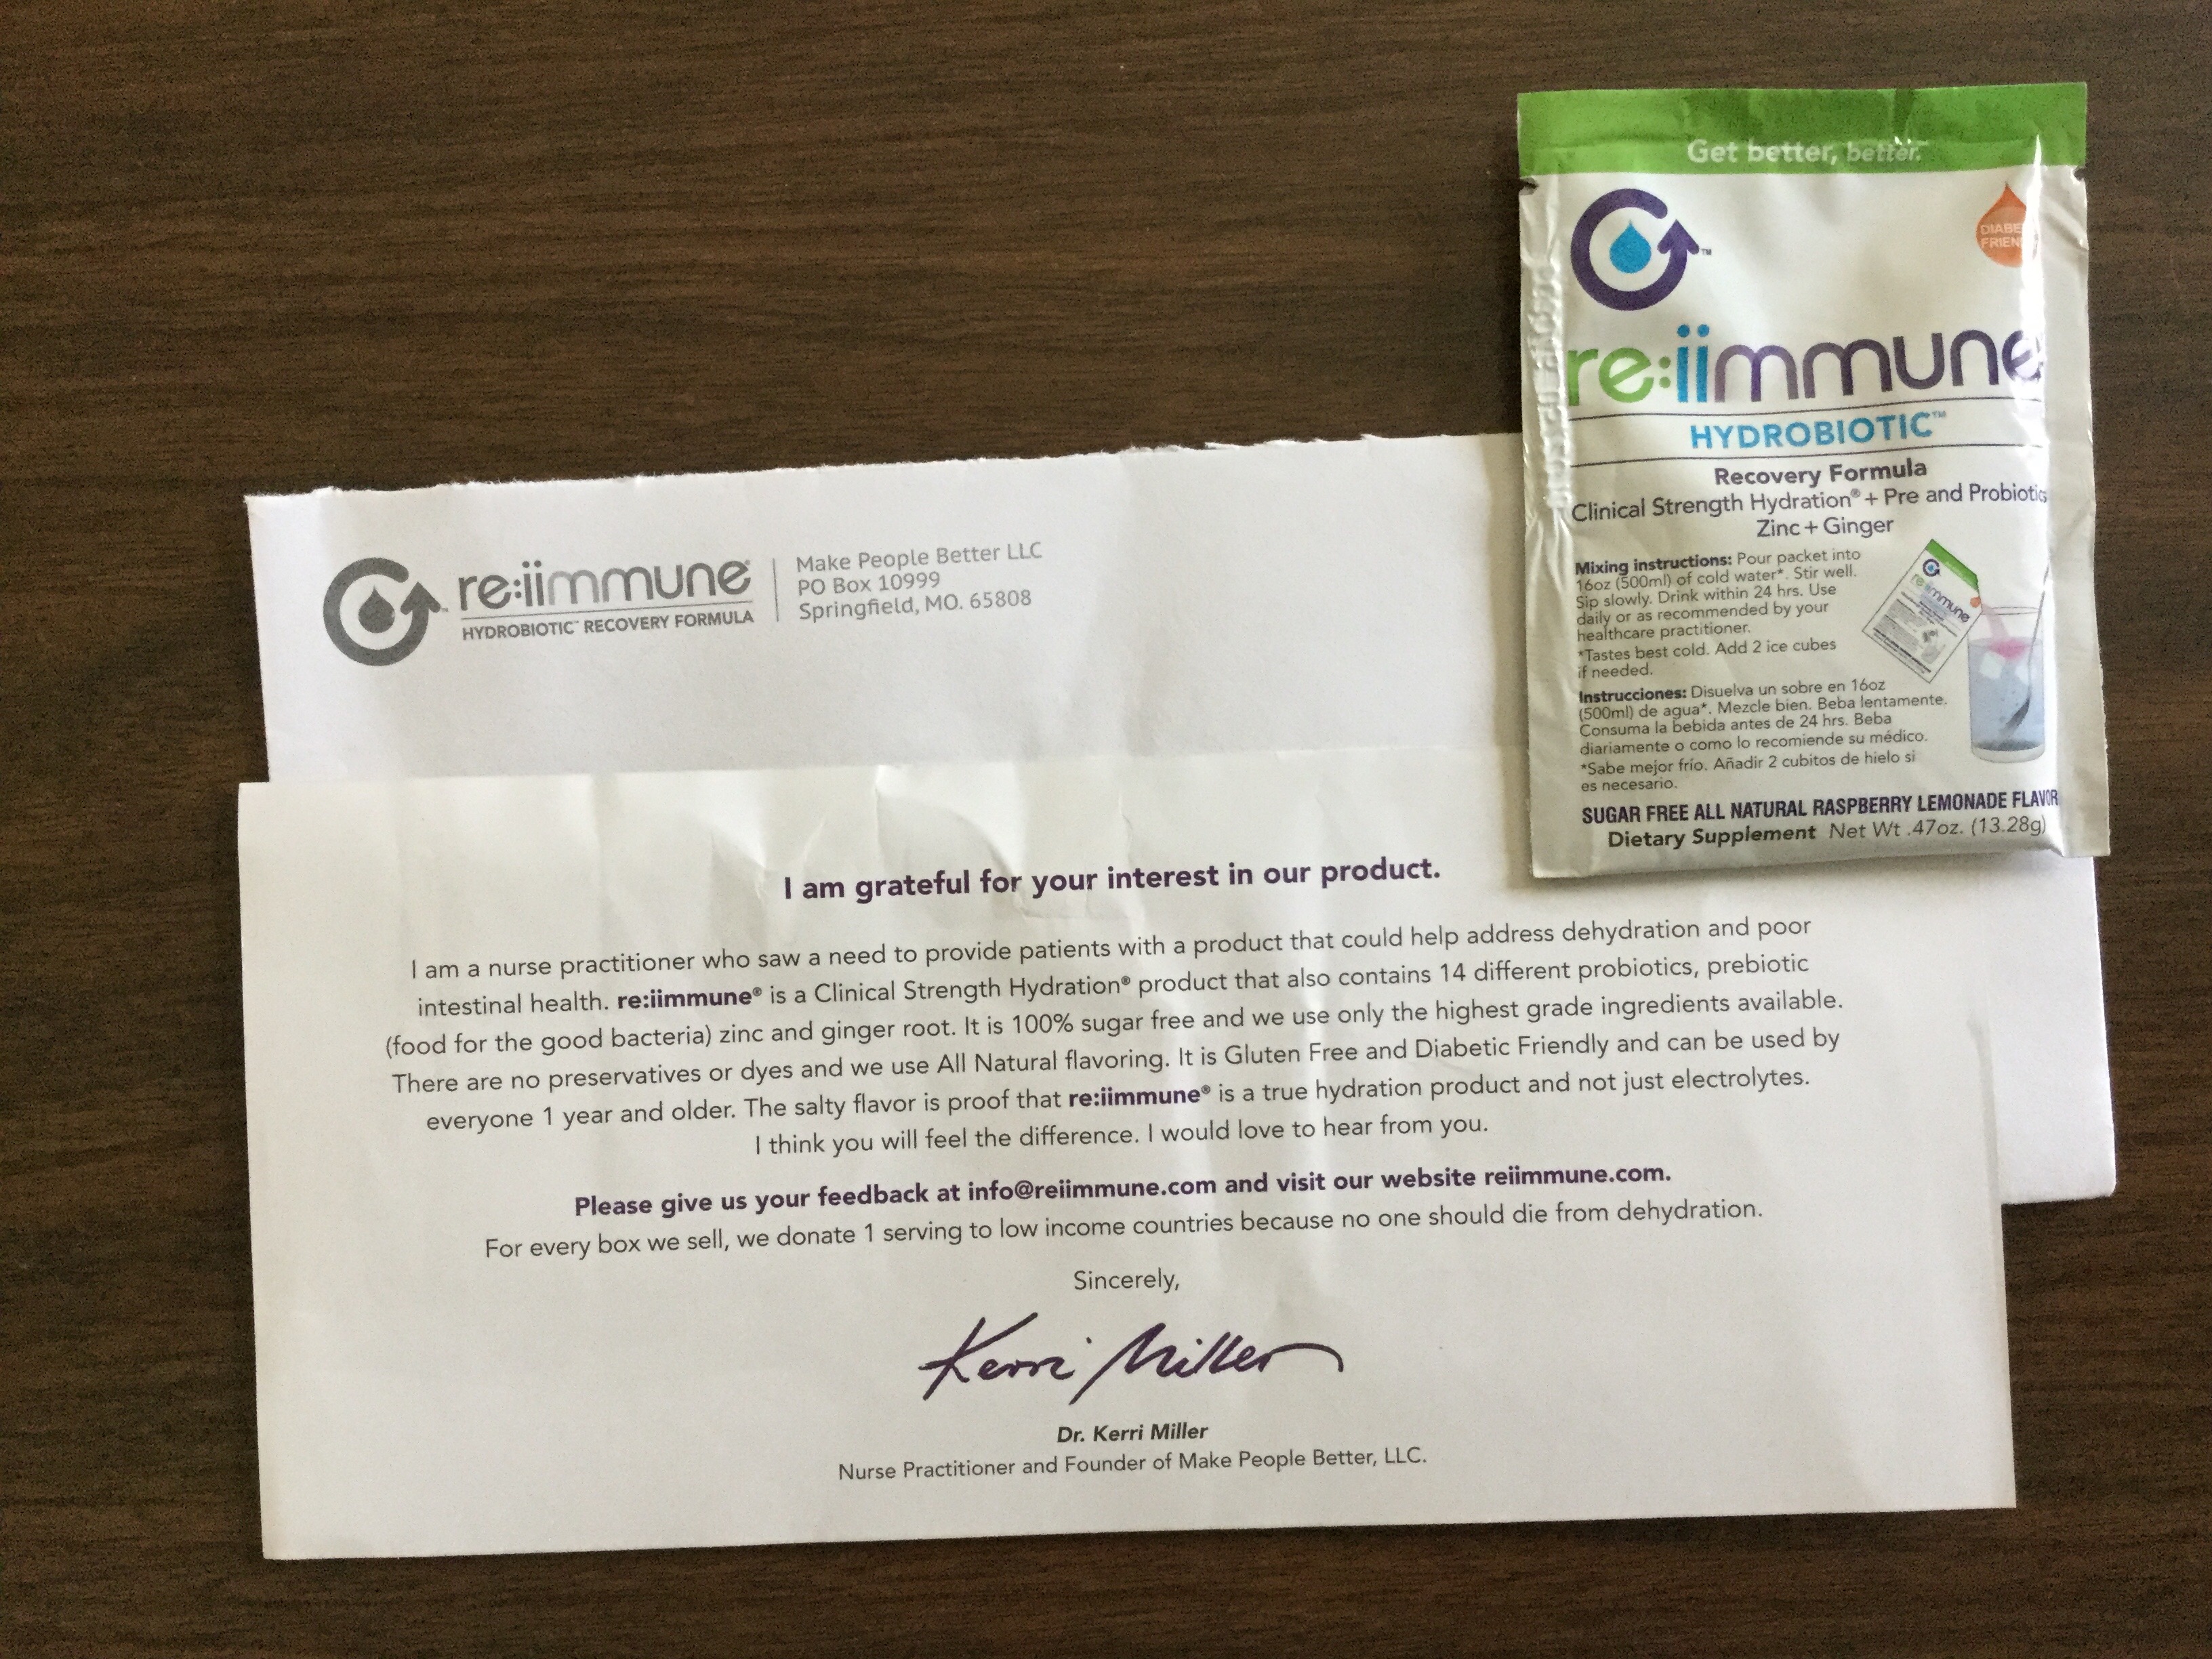 Get better, better.
DIABE
FRIEN
re:iimmune
HYDROBIOTIC™
Recovery Formula
Clinical Strength Hydration® + Pre and Probiotics
Zinc + Ginger
Mixing instructions: Pour packet into
16oz (500ml) of cold water*. Stir well.
Sip slowly. Drink within 24 hrs. Use
daily or as recommended by your
healthcare practitioner.
*Tastes best cold. Add 2 ice cubes
if needed.
Instrucciones: Disuelva un sobre en 16oz
(500ml) de agua*. Mezcle bien. Beba lentamente.
Consuma la bebida antes de 24 hrs. Beba
diariamente o como lo recomiende su médico.
*Sabe mejor frío. Añadir 2 cubitos de hielo si
es necesario.
SUGAR FREE ALL NATURAL RASPBERRY LEMONADE FLAVOR
Dietary Supplement Net Wt .47oz. (13.28g)
re:iimmune
re:iimmune®
HYDROBIOTIC™ RECOVERY FORMULA
Make People Better LLC
PO Box 10999
Springfield, MO. 65808
I am grateful for your interest in our product.
I am a nurse practitioner who saw a need to provide patients with a product that could help address dehydration and poor
intestinal health. re:iimmune® is a Clinical Strength Hydration® product that also contains 14 different probiotics, prebiotic
(food for the good bacteria) zinc and ginger root. It is 100% sugar free and we use only the highest grade ingredients available.
There are no preservatives or dyes and we use All Natural flavoring. It is Gluten Free and Diabetic Friendly and can be used by
everyone 1 year and older. The salty flavor is proof that re:iimmune® is a true hydration product and not just electrolytes.
I think you will feel the difference. I would love to hear from you.
Please give us your feedback at info@reiimmune.com and visit our website reiimmune.com.
For every box we sell, we donate 1 serving to low income countries because no one should die from dehydration.
Sincerely,
Kerri Miller
Dr. Kerri Miller
Nurse Practitioner and Founder of Make People Better, LLC.